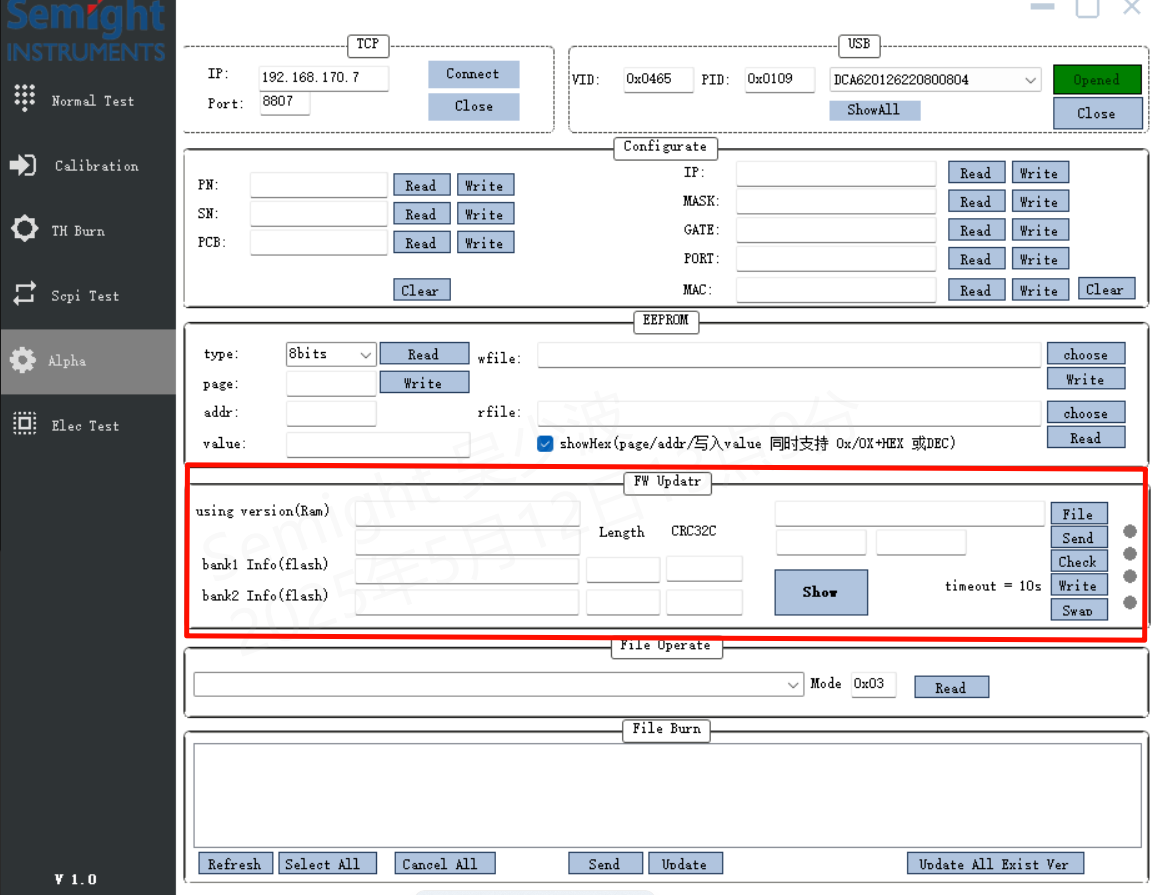 Semight
INSTRUMENTS
Normal Test
Calibration
TH Burn
Scpi Test
Alpha
Elec Test
V 1.0
TCP
IP: 192.168.170.7 Connect
Port: 8807 Close
USB
VID: 0x0465 PID: 0x0109 DCA620126220800804 Opened
ShowAll Close
Configurate
PN: Read Write
SN: Read Write
PCB: Read Write
Clear
IP: Read Write
MASK: Read Write
GATE: Read Write
PORT: Read Write
MAC: Read Write Clear
EEPROM
type: 8bits Read wfile: choose
page: Write Write
addr: rfile: choose
value: showHex(page/addr/写入value 同时支持 0x/0X+HEX 或DEC) Read
FW Updatr
using version(Ram) File
Length CRC32C Send
bank1 Info(flash) Check
Show timeout = 10s Write
bank2 Info(flash) Swap
File Operate
Mode 0x03 Read
File Burn
Refresh Select All Cancel All Send Update Update All Exist Ver